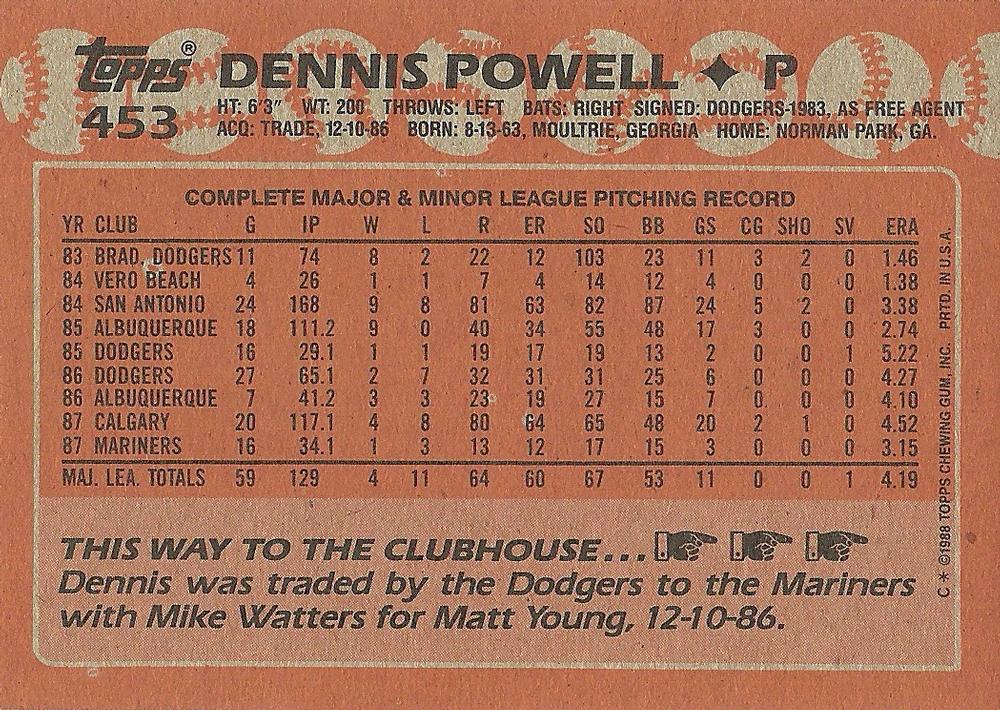 Topps® DENNIS POWELL ✦ P
453 HT: 6'3" WT: 200 THROWS: LEFT BATS: RIGHT SIGNED: DODGERS-1983, AS FREE AGENT
ACQ: TRADE, 12-10-86 BORN: 8-13-63, MOULTRIE, GEORGIA HOME: NORMAN PARK, GA.
COMPLETE MAJOR & MINOR LEAGUE PITCHING RECORD
YR CLUB G IP W L R ER SO BB GS CG SHO SV ERA
83 BRAD. DODGERS 11 74 8 2 22 12 103 23 11 3 2 0 1.46
84 VERO BEACH 4 26 1 1 7 4 14 12 4 0 0 0 1.38
84 SAN ANTONIO 24 168 9 8 81 63 82 87 24 5 2 0 3.38
85 ALBUQUERQUE 18 111.2 9 0 40 34 55 48 17 3 0 0 2.74
85 DODGERS 16 29.1 1 1 19 17 19 13 2 0 0 1 5.22
86 DODGERS 27 65.1 2 7 32 31 31 25 6 0 0 0 4.27
86 ALBUQUERQUE 7 41.2 3 3 23 19 27 15 7 0 0 0 4.10
87 CALGARY 20 117.1 4 8 80 64 65 48 20 2 1 0 4.52
87 MARINERS 16 34.1 1 3 13 12 17 15 3 0 0 0 3.15
MAJ. LEA. TOTALS 59 129 4 11 64 60 67 53 11 0 0 1 4.19
THIS WAY TO THE CLUBHOUSE...
Dennis was traded by the Dodgers to the Mariners
with Mike Watters for Matt Young, 12-10-86.
C * ©1988 TOPPS CHEWING GUM, INC. PRTD. IN U.S.A.